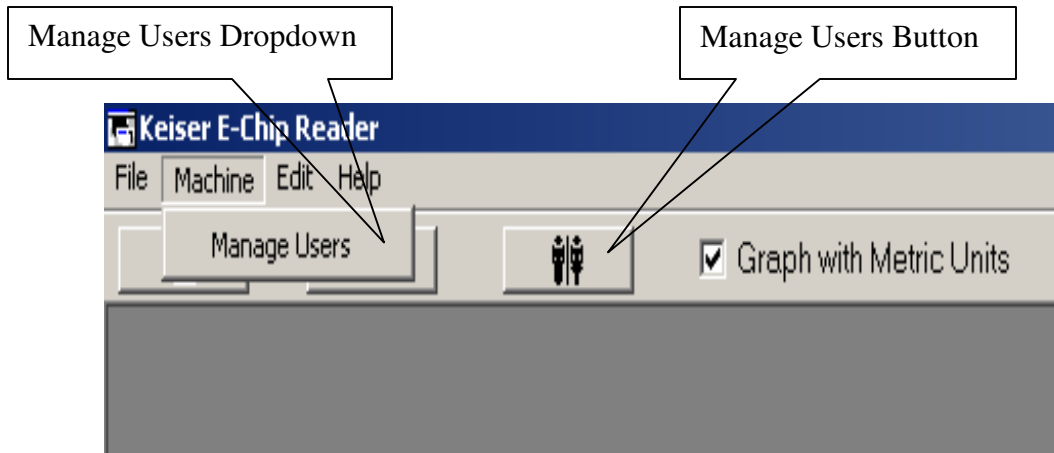 Manage Users Dropdown
Manage Users Button
Keiser E-Chip Reader
File Machine Edit Help
Manage Users
Graph with Metric Units